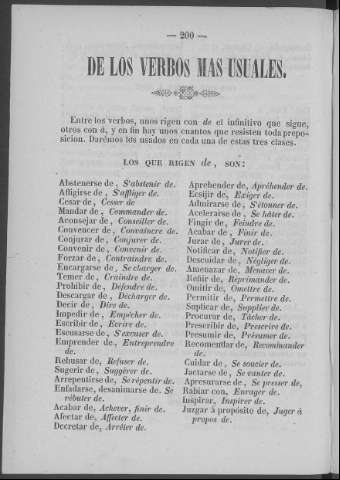 — 200 —
DE LOS VERBOS MAS USUALES.
Entre los verbos, unos rigen con de el infinitivo que sigue,
otros con á, y en fin hay unos cuantos que resisten toda prepo-
sicion. Darémos los usados en cada una de estas tres clases.
LOS QUE RIGEN de, SON:
Abstenerse de, S'abstenir de.
Afligirse de, S'affliger de.
Cesar de, Cesser de
Mandar de, Commander de.
Aconsejar de, Conseiller de.
Convencer de, Convaincre de.
Conjurar de, Conjurer de.
Convenir de, Convenir de.
Forzar de, Contraindre de.
Encargarse de, Se charger de.
Temer de, Craindre de.
Prohibir de, Defendre de.
Descargar de, Décharger de.
Decir de, Dire de.
Impedir de, Empécher de.
Escribir de, Ecrire de.
Escusarse de, S'excuser de.
Emprender de, Entreprendre
de.
Rehusar de, Refuser de.
Sugerir de, Suggérer de.
Arrepentirse de, Se répentir de.
Enfadarse, desanimarse de. Se
rébuter de.
Acabar de, Achever, finir de.
Afectar de, Affecter de.
Decretar de, Arrêter de.
Aprehender de, Apréhender de.
Ecsijir de, Exiger de.
Admirarse de, S'étonner de.
Acelerarse de, Se hâter de.
Fingir de, Feindre de.
Acabar de, Finir de.
Jurar de, Jurer de.
Notificar de, Notifier de.
Descuidar de, Négliger de.
Amenazar de, Menacer de.
Reñir de, Réprimander de.
Omitir de, Omettre de.
Permitir de, Permettre de.
Suplicar de, Supplier de.
Procurar de, Tâcher de.
Prescribir de, Prescrire de.
Presumir de, Présumer de.
Recomendar de, Recommander
de.
Cuidar de, Se soucier de.
Jactarse de, Se vanter de.
Apresurarse de, Se presser de,
Rabiar con, Enrager de.
Inspirar, Inspirer de.
Juzgar à propósito de, Juger à
propos de.